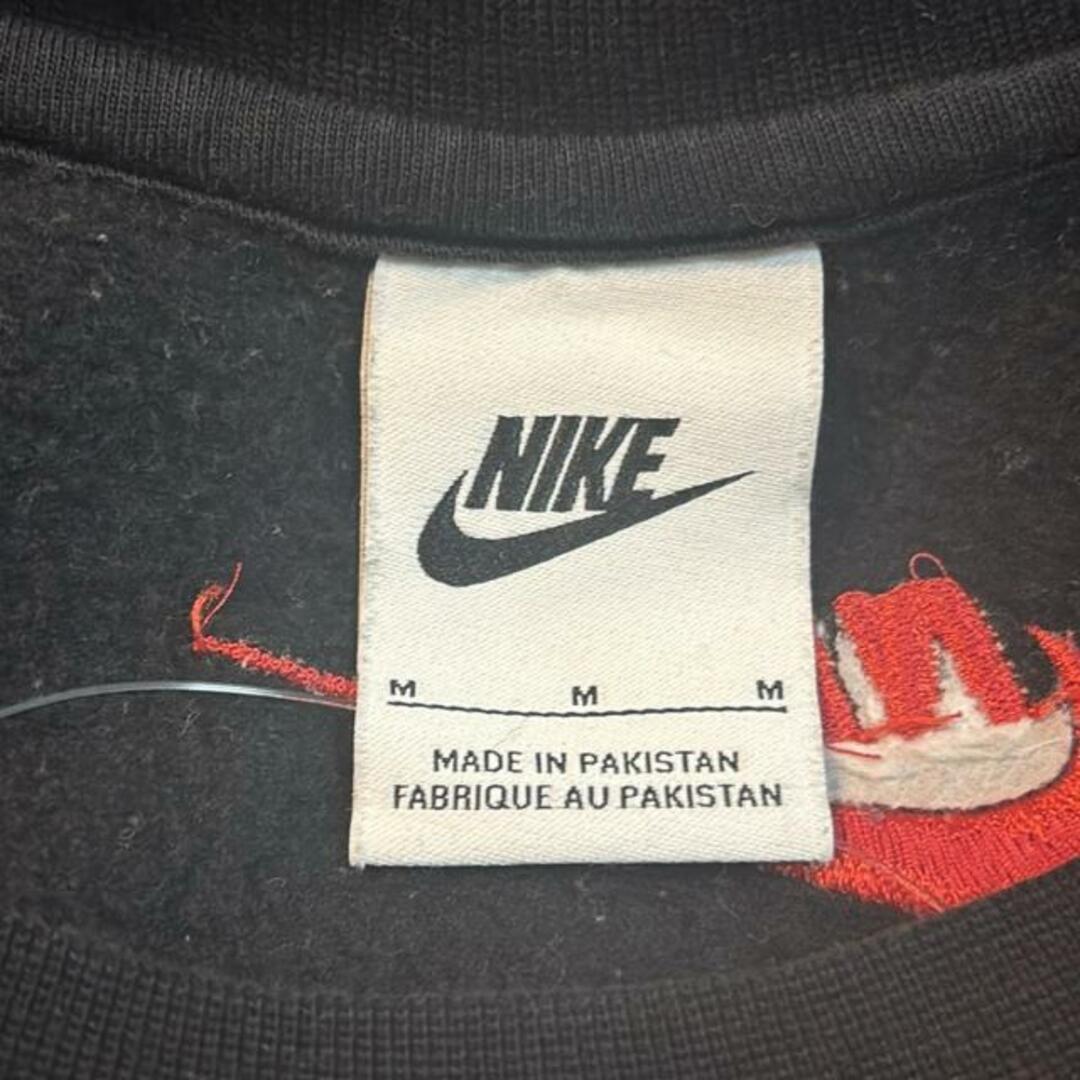 NIKE
M M M
MADE IN PAKISTAN
FABRIQUE AU PAKISTAN